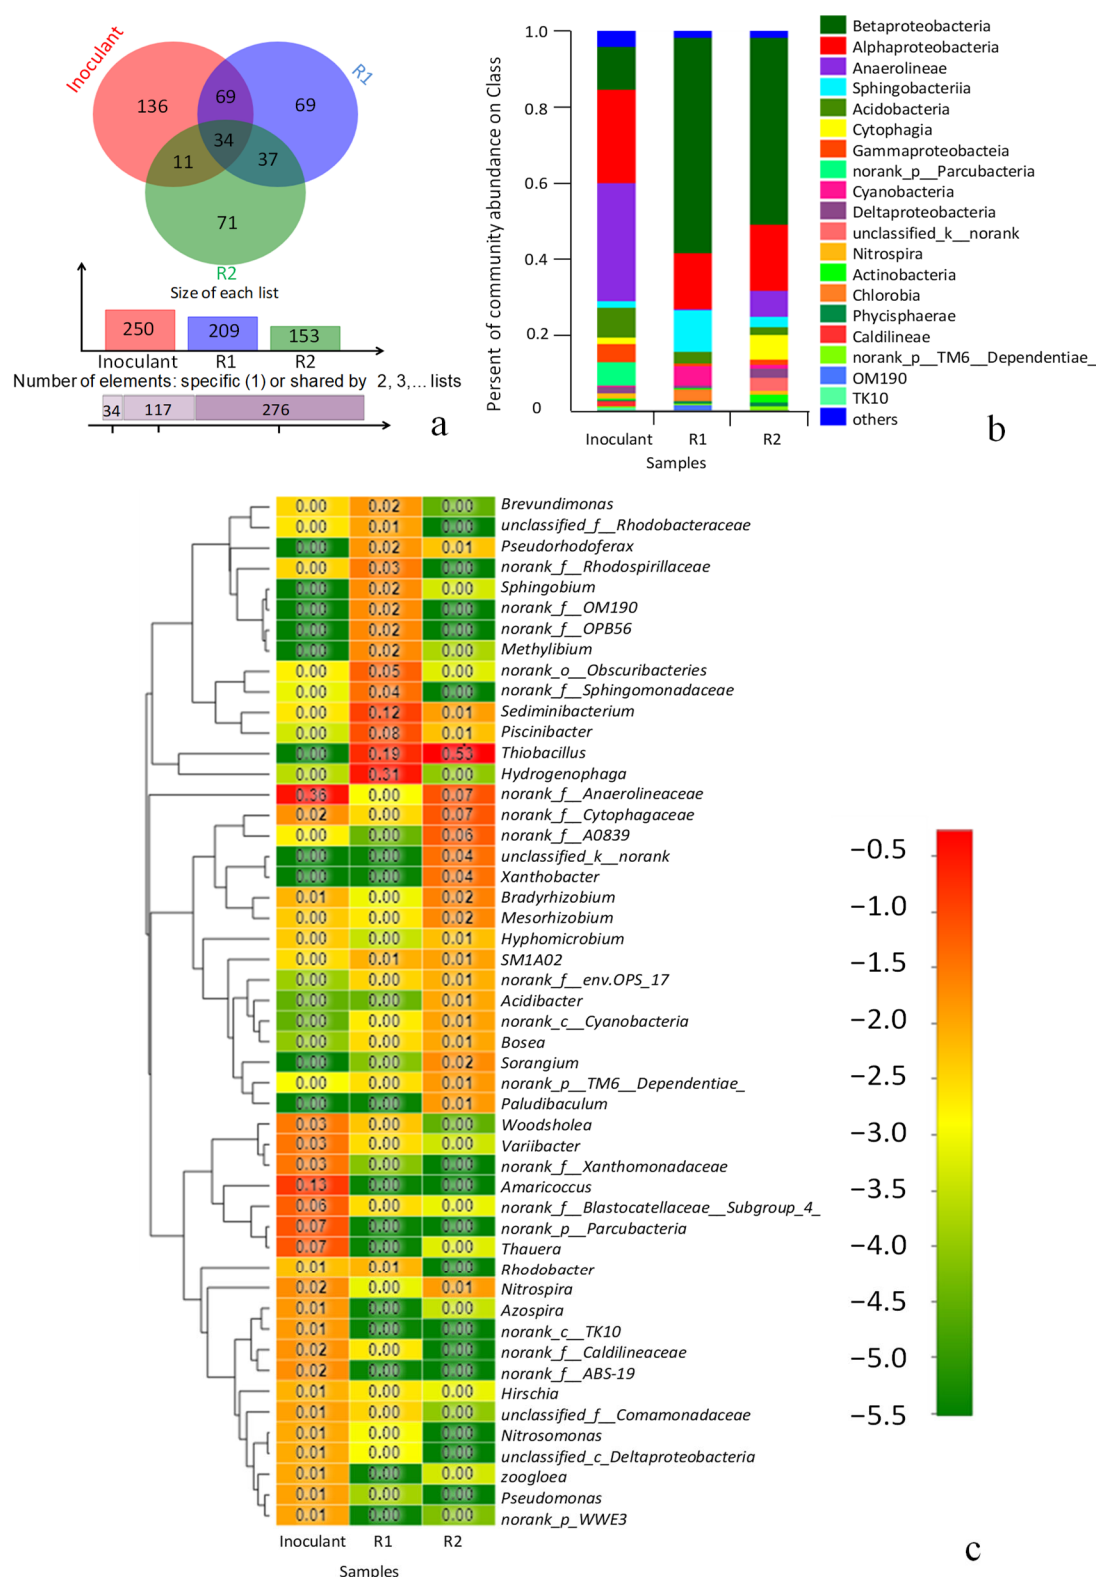 Inoculant
R1
136
69
69
34
11
37
71
R2
Size of each list
250
209
153
Inoculant R1 R2
Number of elements: specific (1) or shared by 2, 3,... lists
34 117 276
a
Persent of community abundance on Class
1.0
0.8
0.6
0.4
0.2
0
Inoculant R1 R2
Samples
Betaproteobacteria
Alphaproteobacteria
Anaerolineae
Sphingobacteriia
Acidobacteria
Cytophagia
Gammaproteobacteia
norank_p__Parcubacteria
Cyanobacteria
Deltaproteobacteria
unclassified_k__norank
Nitrospira
Actinobacteria
Chlorobia
Phycisphaerae
Caldilineae
norank_p__TM6__Dependentiae_
OM190
TK10
others
b
0.00 0.02 0.00 Brevundimonas
0.00 0.01 0.00 unclassified_f__Rhodobacteraceae
0.00 0.02 0.01 Pseudorhodoferax
0.00 0.03 0.00 norank_f__Rhodospirillaceae
0.00 0.02 0.00 Sphingobium
0.00 0.02 0.00 norank_f__OM190
0.00 0.02 0.00 norank_f__OPB56
0.00 0.02 0.00 Methylibium
0.00 0.05 0.00 norank_o__Obscuribacteries
0.00 0.04 0.00 norank_f__Sphingomonadaceae
0.00 0.12 0.01 Sediminibacterium
0.00 0.08 0.01 Piscinibacter
0.00 0.19 0.53 Thiobacillus
0.00 0.31 0.00 Hydrogenophaga
0.36 0.00 0.07 norank_f__Anaerolineaceae
0.02 0.00 0.07 norank_f__Cytophagaceae
0.00 0.00 0.06 norank_f__A0839
0.00 0.00 0.04 unclassified_k__norank
0.00 0.00 0.04 Xanthobacter
0.01 0.00 0.02 Bradyrhizobium
0.00 0.00 0.02 Mesorhizobium
0.00 0.00 0.01 Hyphomicrobium
0.00 0.01 0.01 SM1A02
0.00 0.00 0.01 norank_f__env.OPS_17
0.00 0.00 0.01 Acidibacter
0.00 0.00 0.01 norank_c__Cyanobacteria
0.00 0.00 0.01 Bosea
0.00 0.00 0.02 Sorangium
0.00 0.00 0.01 norank_p__TM6__Dependentiae_
0.00 0.00 0.01 Paludibaculum
0.03 0.00 0.00 Woodsholea
0.03 0.00 0.00 Variibacter
0.03 0.00 0.00 norank_f__Xanthomonadaceae
0.13 0.00 0.00 Amaricoccus
0.06 0.00 0.00 norank_f__Blastocatellaceae__Subgroup_4_
0.07 0.00 0.00 norank_p__Parcubacteria
0.07 0.00 0.00 Thauera
0.01 0.01 0.00 Rhodobacter
0.02 0.00 0.01 Nitrospira
0.01 0.00 0.00 Azospira
0.01 0.00 0.00 norank_c__TK10
0.02 0.00 0.00 norank_f__Caldilineaceae
0.02 0.00 0.00 norank_f__ABS-19
0.01 0.00 0.00 Hirschia
0.01 0.00 0.00 unclassified_f__Comamonadaceae
0.01 0.00 0.00 Nitrosomonas
0.01 0.00 0.00 unclassified_c_Deltaproteobacteria
0.01 0.00 0.00 zoogloea
0.01 0.00 0.00 Pseudomonas
0.01 0.00 0.00 norank_p_WWE3
Inoculant R1 R2
Samples
−0.5
−1.0
−1.5
−2.0
−2.5
−3.0
−3.5
−4.0
−4.5
−5.0
−5.5
c